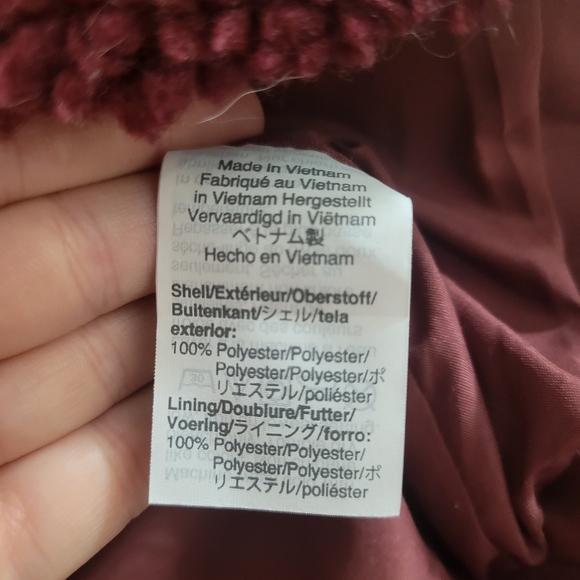 Made in Vietnam
Fabriqué au Vietnam
in Vietnam Hergestellt
Vervaardigd in Viëtnam
ベトナム製
Hecho en Vietnam
Shell/Extérieur/Oberstoff/
Buitenkant/シェル/tela
exterior:
100% Polyester/Polyester/
Polyester/Polyester/ポ
リエステル/poliéster
Lining/Doublure/Futter/
Voering/ライニング/forro:
100% Polyester/Polyester/
Polyester/Polyester/ポ
リエステル/poliéster